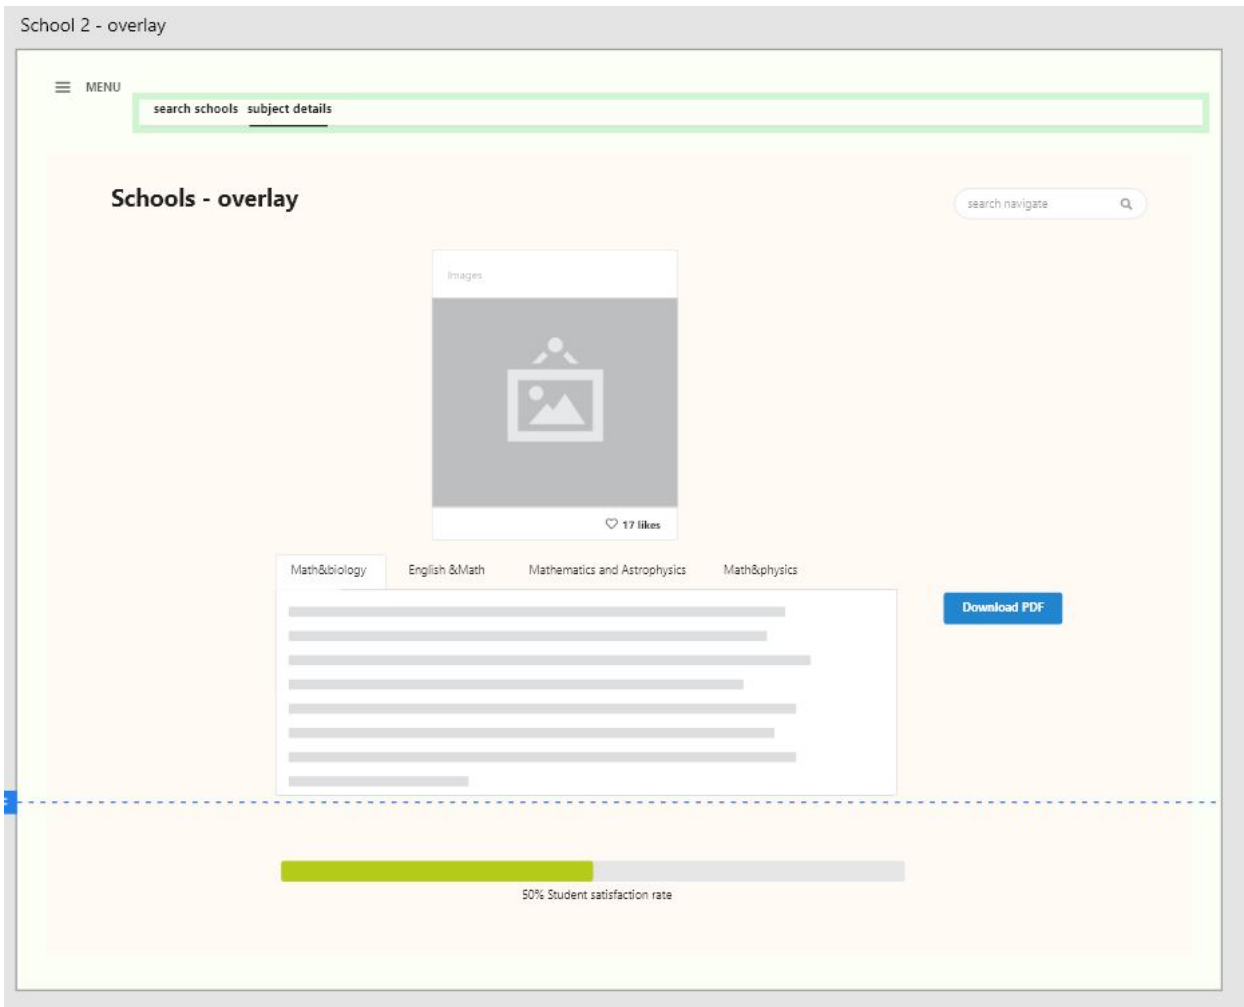 School 2 - overlay
MENU
search schools subject details
Schools - overlay
search navigate
Images
17 likes
Math&biology English &Math Mathematics and Astrophysics Math&physics
Download PDF
50% Student satisfaction rate